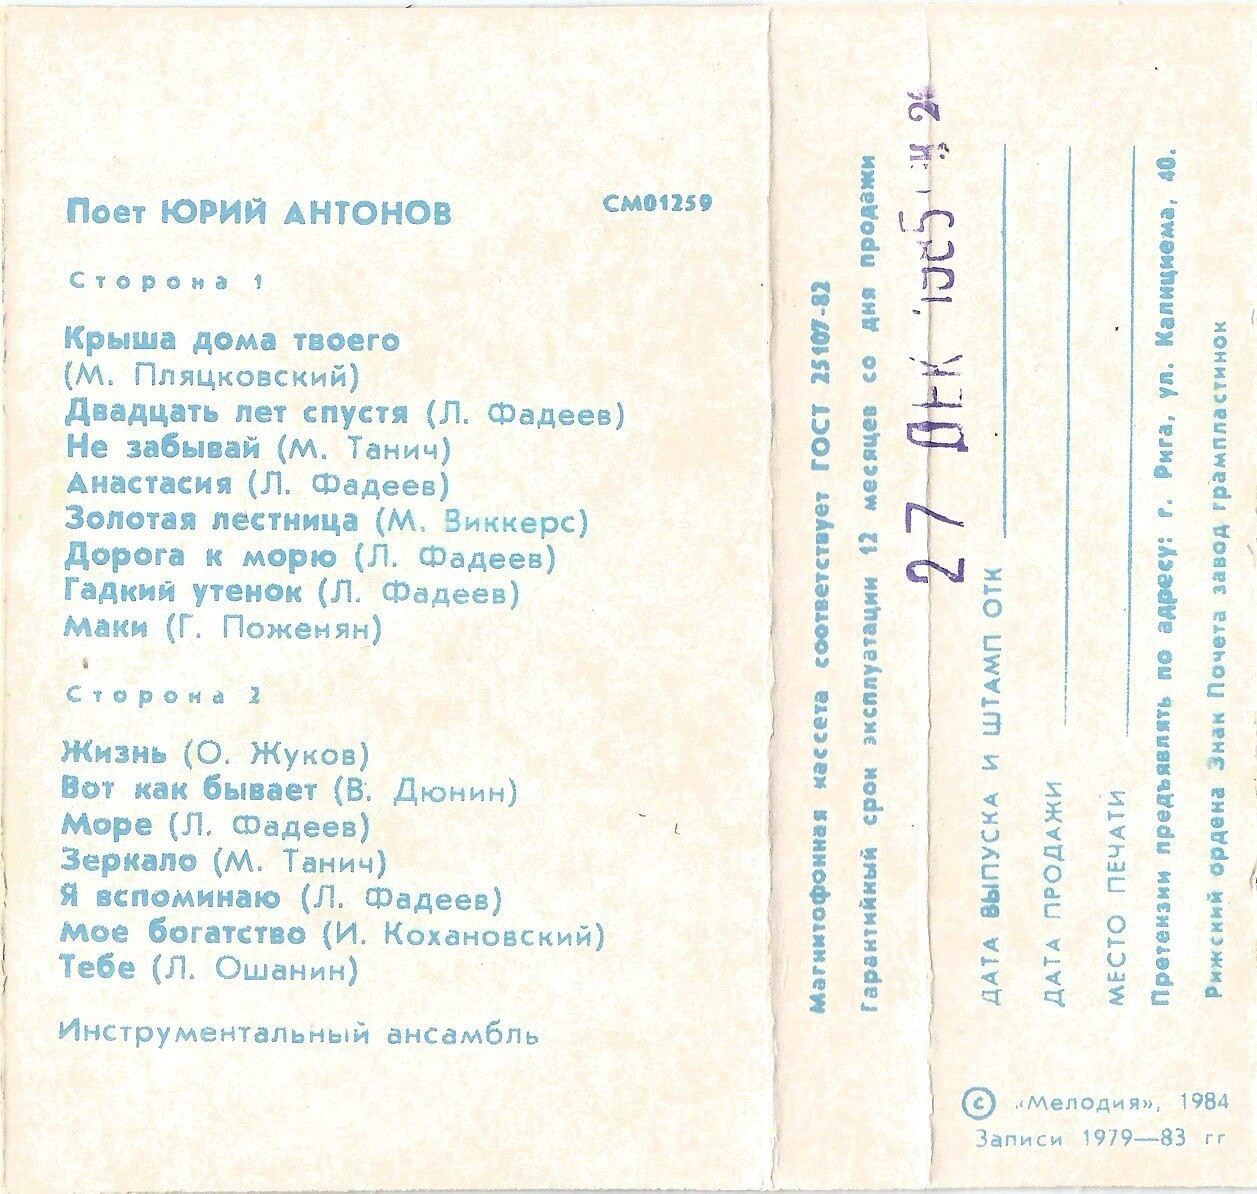 Поет ЮРИЙ АНТОНОВ
СМ01259
Сторона 1
Крыша дома твоего
(М. Пляцковский)
Двадцать лет спустя (Л. Фадеев)
Не забывай (М. Танич)
Анастасия (Л. Фадеев)
Золотая лестница (М. Виккерс)
Дорога к морю (Л. Фадеев)
Гадкий утенок (Л. Фадеев)
Маки (Г. Поженян)
Сторона 2
Жизнь (О. Жуков)
Вот как бывает (В. Дюнин)
Море (Л. Фадеев)
Зеркало (М. Танич)
Я вспоминаю (Л. Фадеев)
Мое богатство (И. Кохановский)
Тебе (Л. Ошанин)
Инструментальный ансамбль
Магнитофонная кассета соответствует ГОСТ 25107-82
Гарантийный срок эксплуатации 12 месяцев со дня продажи
27 ДЕК 1985
ДАТА ВЫПУСКА И ШТАМП ОТК
ДАТА ПРОДАЖИ
МЕСТО ПЕЧАТИ
Претензии предъявлять по адресу: г. Рига, ул. Калнциема, 40.
Рижский ордена Знак Почета завод грампластинок
© «Мелодия», 1984
Записи 1979—83 гг